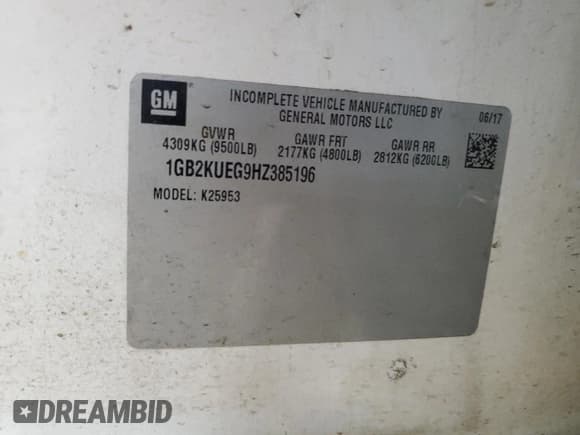 GM
INCOMPLETE VEHICLE MANUFACTURED BY
GENERAL MOTORS LLC
06/17
GVWR
4309KG (9500LB)
GAWR FRT
2177KG (4800LB)
GAWR RR
2812KG (6200LB)
1GB2KUEG9HZ385196
MODEL: K25953
DREAMBID